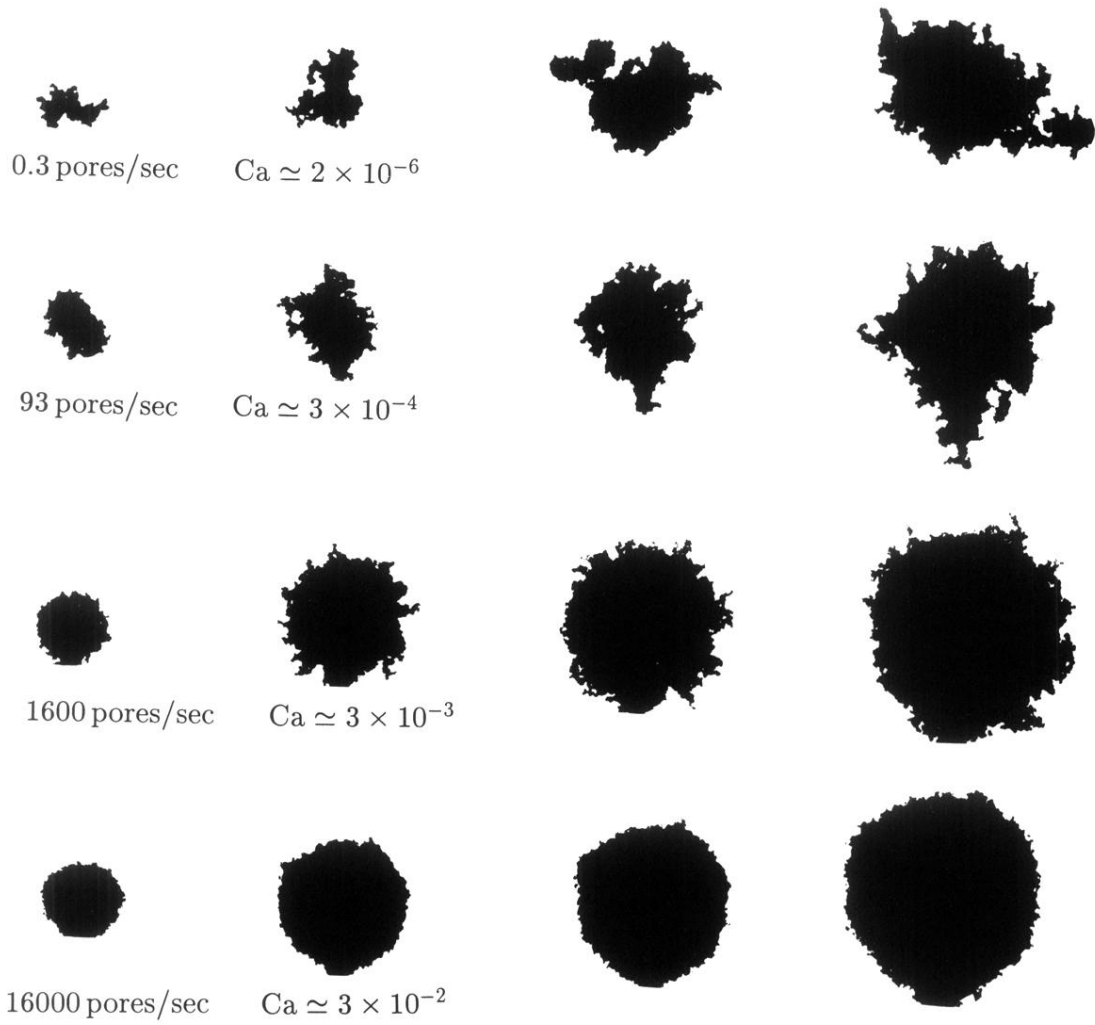 0.3 pores/sec Ca ≃ 2 × 10⁻⁶
93 pores/sec Ca ≃ 3 × 10⁻⁴
1600 pores/sec Ca ≃ 3 × 10⁻³
16000 pores/sec Ca ≃ 3 × 10⁻²